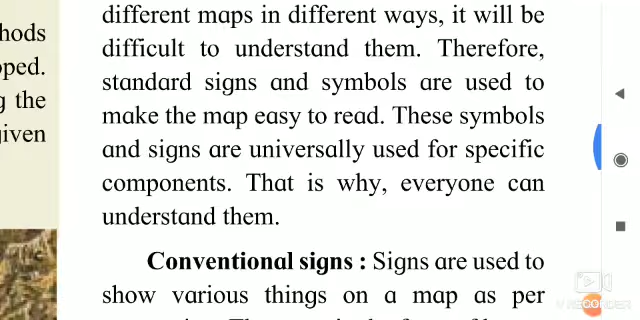 hods
pped.
g the
given
different maps in different ways, it will be
difficult to understand them. Therefore,
standard signs and symbols are used to
make the map easy to read. These symbols
and signs are universally used for specific
components. That is why, everyone can
understand them.
Conventional signs : Signs are used to
show various things on a map as per
V RECORDER